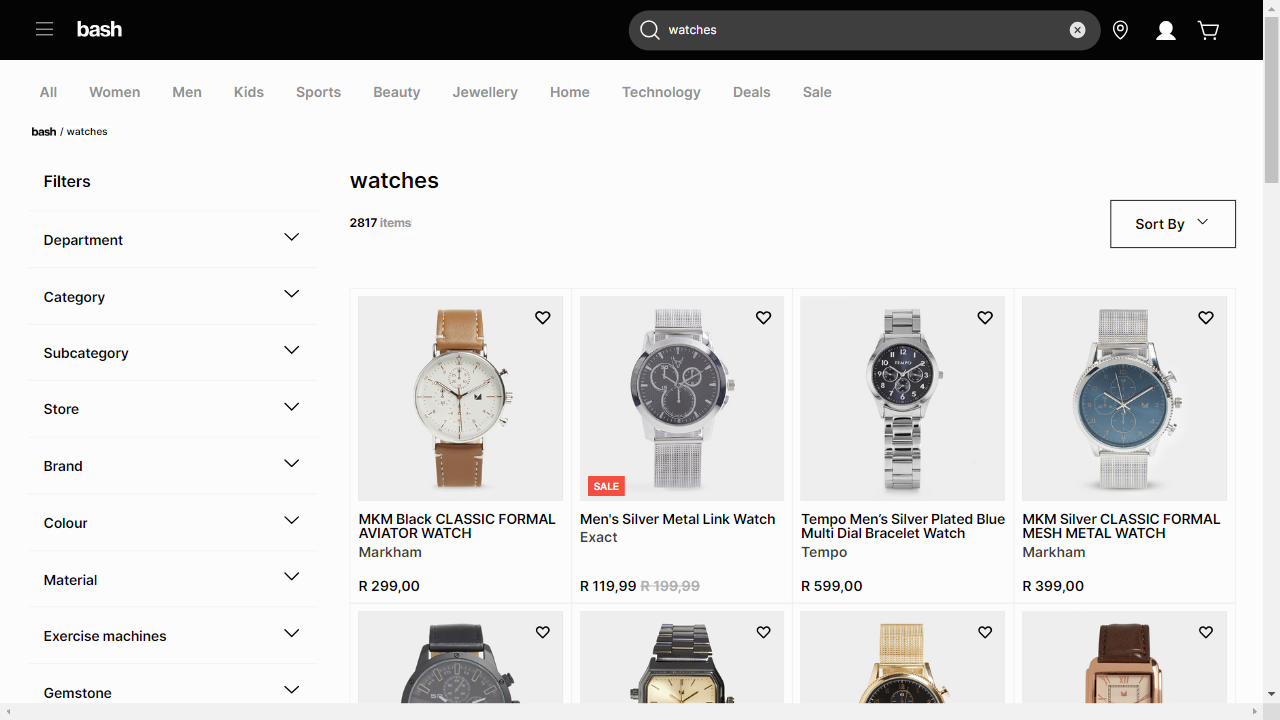 bash
watches
All Women Men Kids Sports Beauty Jewellery Home Technology Deals Sale
bash / watches
Filters
watches
2817 items
Sort By
Department
Category
Subcategory
Store
Brand
Colour
Material
Exercise machines
Gemstone
SALE
MKM Black CLASSIC FORMAL
AVIATOR WATCH
Markham
R 299,00
Men's Silver Metal Link Watch
Exact
R 119,99 R 199,99
Tempo Men’s Silver Plated Blue
Multi Dial Bracelet Watch
Tempo
R 599,00
MKM Silver CLASSIC FORMAL
MESH METAL WATCH
Markham
R 399,00